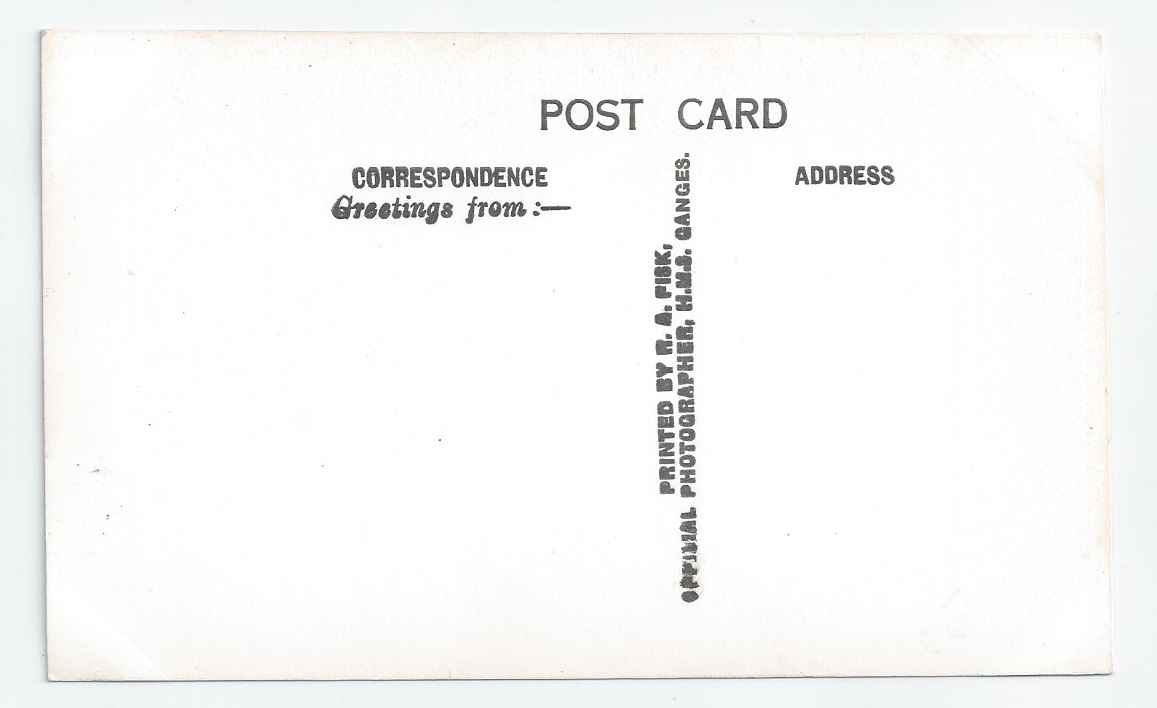 POST CARD
CORRESPONDENCE
Greetings from :—
PRINTED BY R. A. FISK,
OFFICIAL PHOTOGRAPHER, H.M.S. GANGES.
ADDRESS